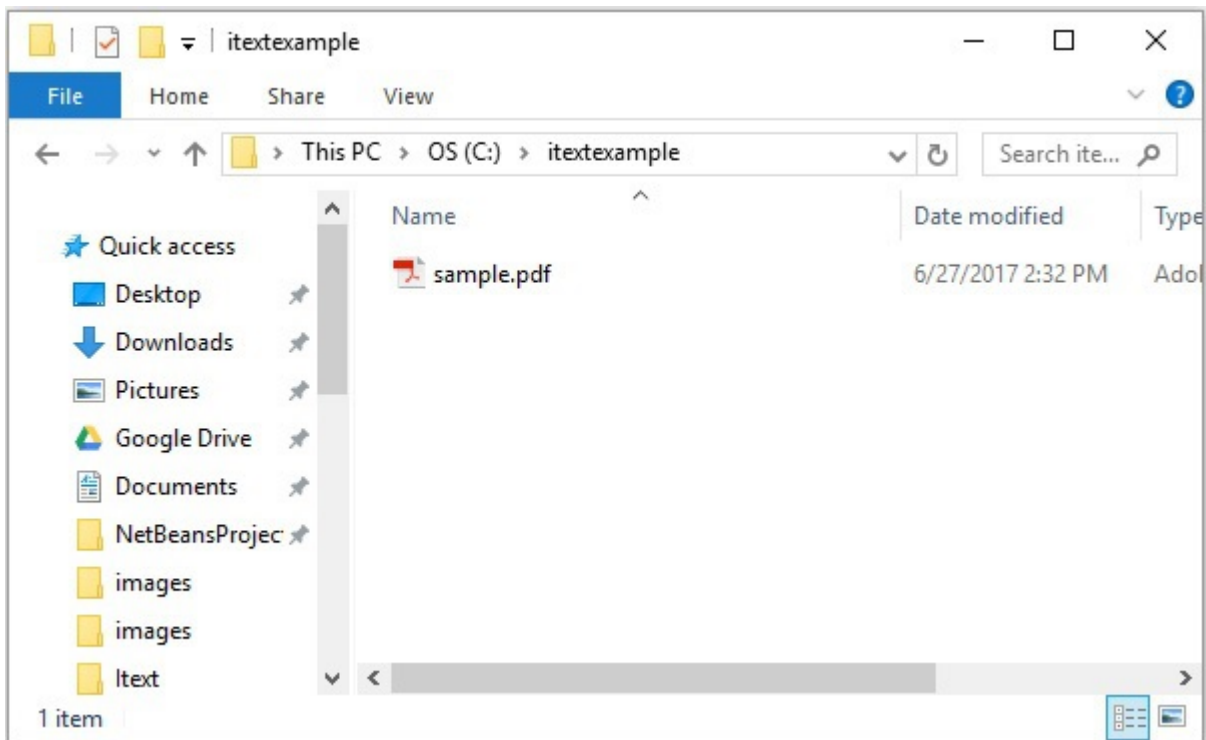 itextexample
File Home Share View
This PC > OS (C:) > itextexample Search ite...
Name Date modified Type
Quick access
sample.pdf 6/27/2017 2:32 PM Adol
Desktop
Downloads
Pictures
Google Drive
Documents
NetBeansProjec
images
images
Itext
1 item